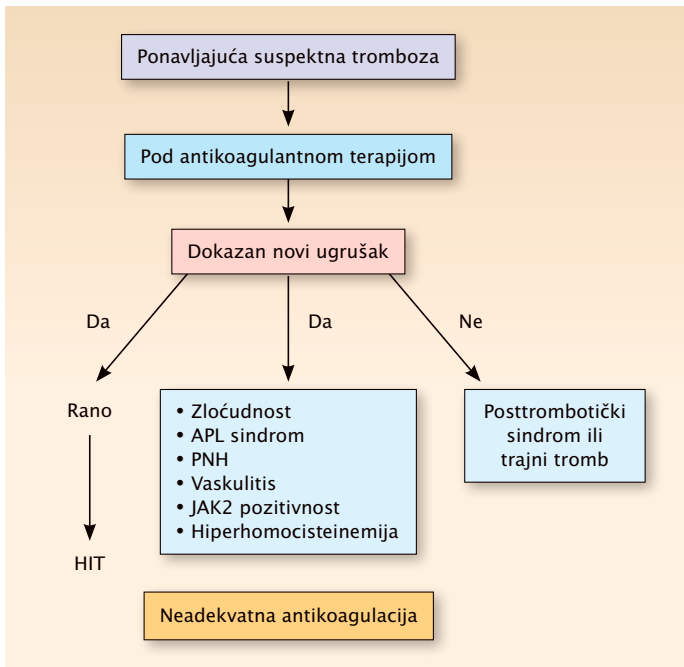 Ponavljajuća suspektna tromboza
Pod antikoagulantnom terapijom
Dokazan novi ugrušak
Da
Da
Ne
Rano
HIT
• Zloćudnost
• APL sindrom
• PNH
• Vaskulitis
• JAK2 pozitivnost
• Hiperhomocisteinemija
Posttrombotički
sindrom ili
trajni tromb
Neadekvatna antikoagulacija